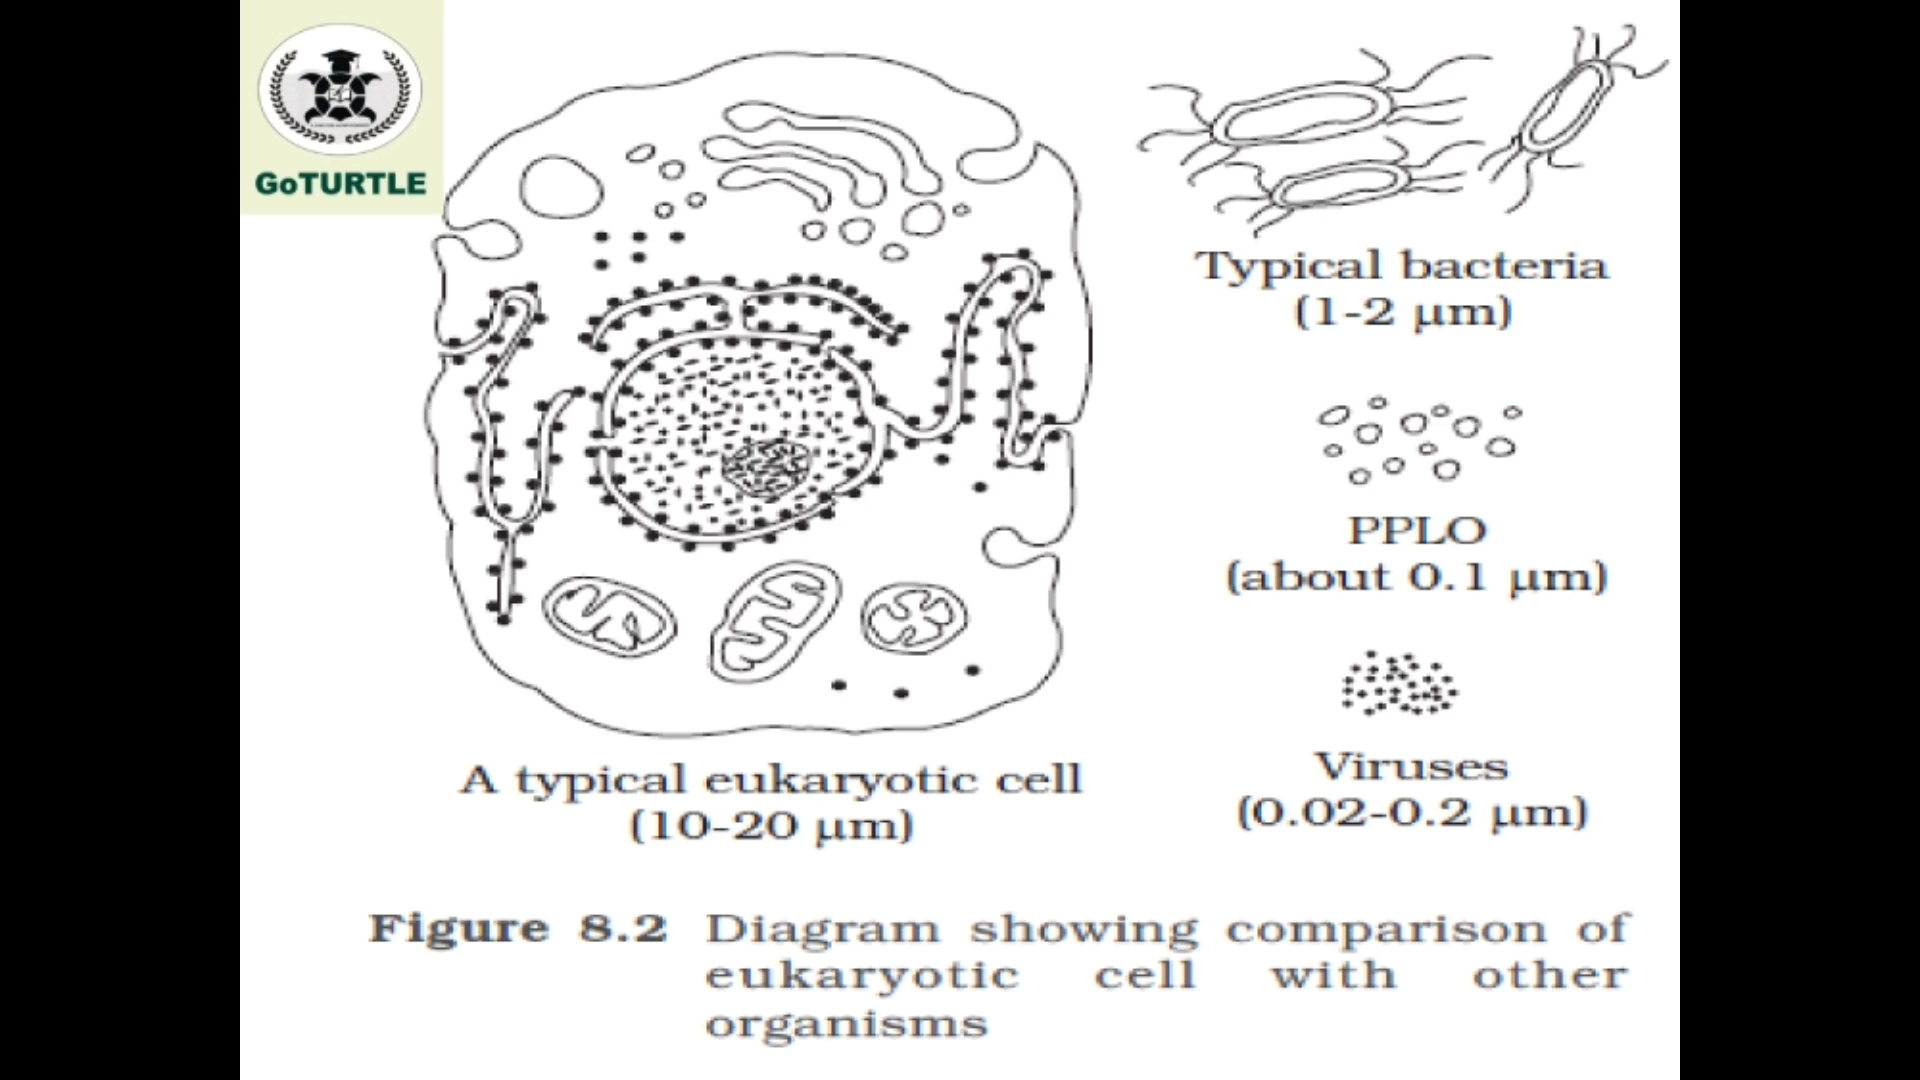 GoTURTLE
Typical bacteria
(1-2 µm)
PPLO
(about 0.1 µm)
Viruses
(0.02-0.2 µm)
A typical eukaryotic cell
(10-20 µm)
Figure 8.2 Diagram showing comparison of
eukaryotic cell with other
organisms